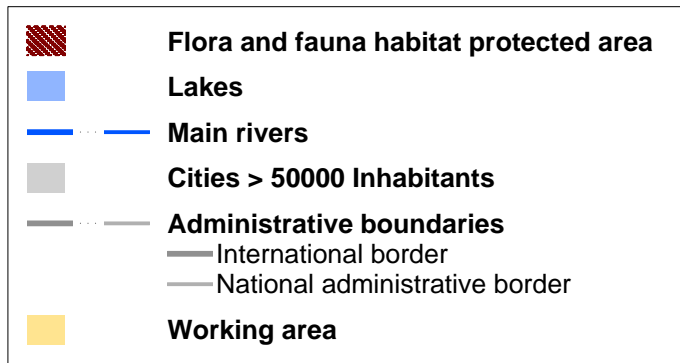 Flora and fauna habitat protected area
Lakes
Main rivers
Cities > 50000 Inhabitants
Administrative boundaries
International border
National administrative border
Working area